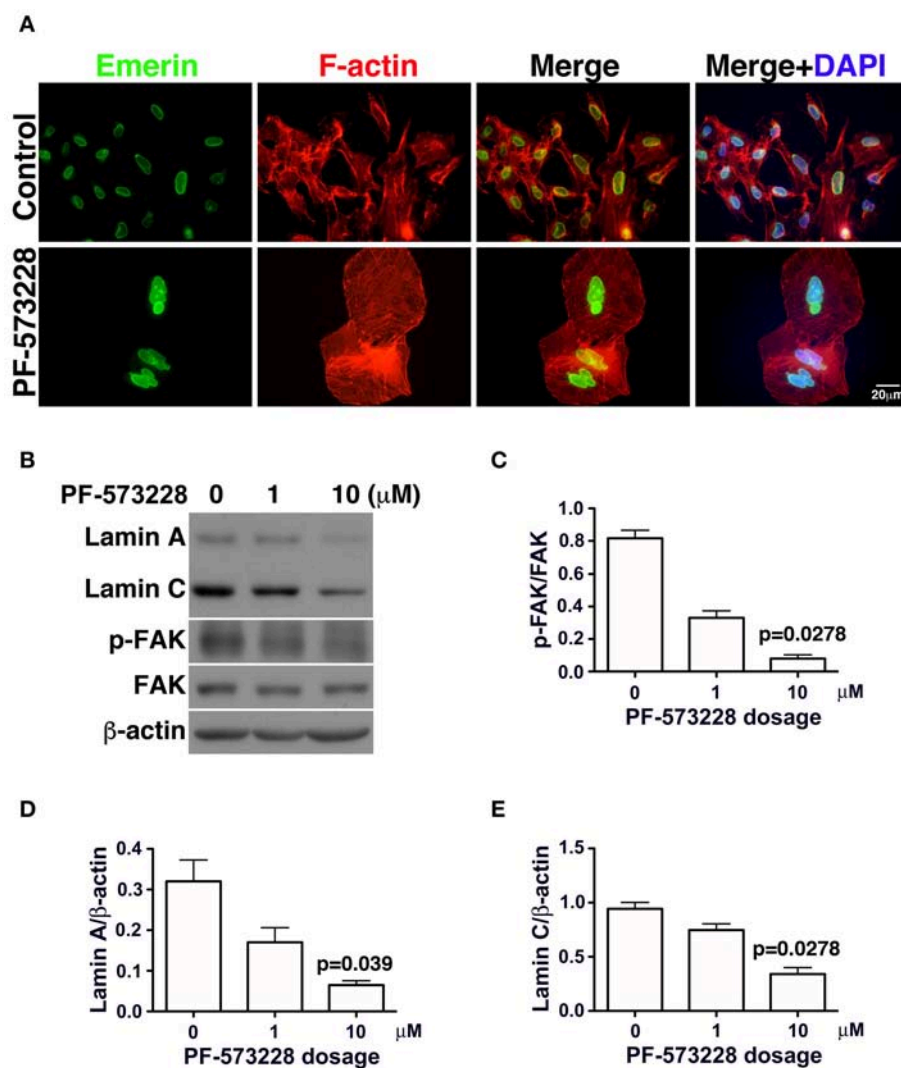 A
Emerin F-actin Merge Merge+DAPI
Control
PF-573228
20μm
B
PF-573228 0 1 10 (μM)
Lamin A
Lamin C
p-FAK
FAK
β-actin
C
p-FAK/FAK
0.8
0.6
0.4
0.2
0.0
p=0.0278
0 1 10 μM
PF-573228 dosage
D
Lamin A/β-actin
0.4
0.3
0.2
0.1
0.0
p=0.039
0 1 10 μM
PF-573228 dosage
E
Lamin C/β-actin
1.5
1.0
0.5
0.0
p=0.0278
0 1 10 μM
PF-573228 dosage